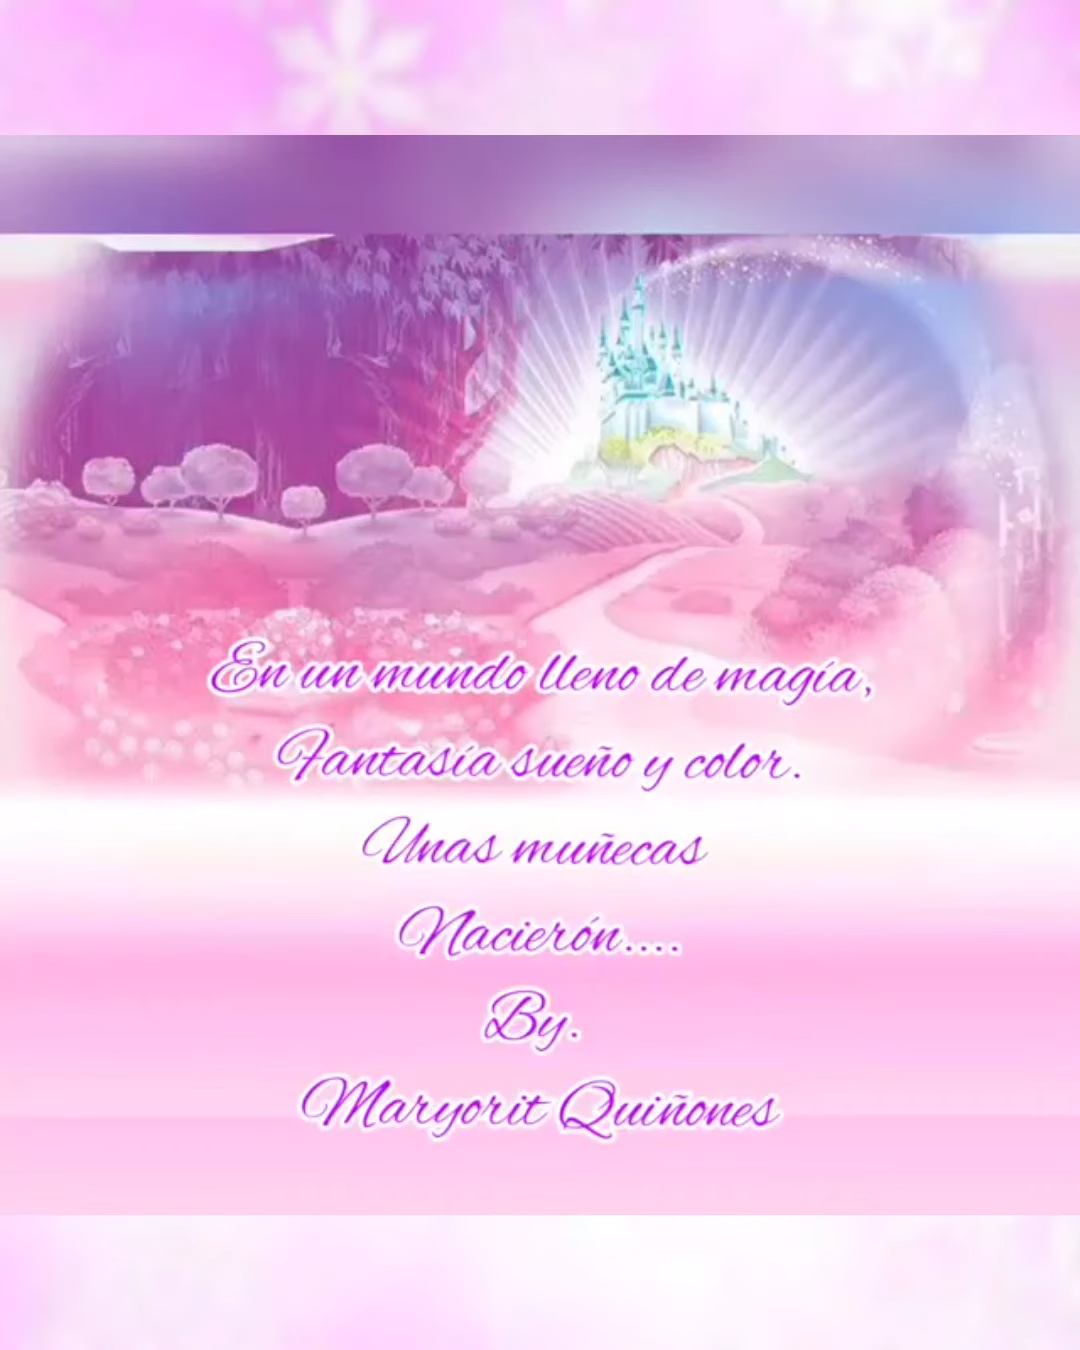 En un mundo lleno de magía,
Fantasía sueño y color.
Unas muñecas
Nacierón....
By.
Maryorit Quiñones